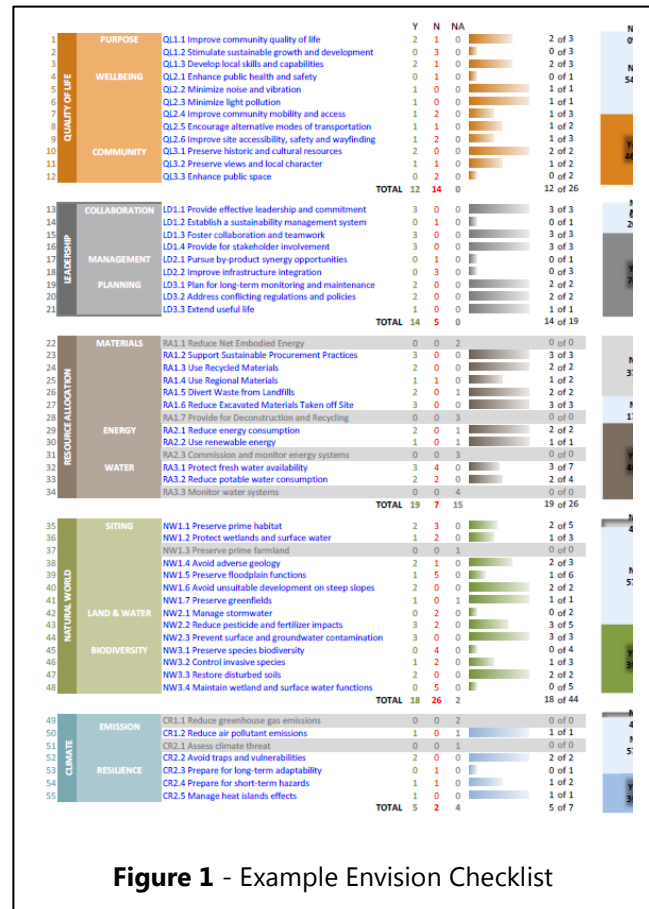 Y N NA
QUALITY OF LIFE
PURPOSE
1 QL1.1 Improve community quality of life 2 1 0 2 of 3
2 QL1.2 Stimulate sustainable growth and development 0 3 0 0 of 3
3 QL1.3 Develop local skills and capabilities 2 1 0 2 of 3
WELLBEING
4 QL2.1 Enhance public health and safety 0 1 0 0 of 1
5 QL2.2 Minimize noise and vibration 1 0 0 1 of 1
6 QL2.3 Minimize light pollution 1 0 0 1 of 1
7 QL2.4 Improve community mobility and access 1 2 0 1 of 3
8 QL2.5 Encourage alternative modes of transportation 1 1 0 1 of 2
9 QL2.6 Improve site accessibility, safety and wayfinding 1 2 0 1 of 3
COMMUNITY
10 QL3.1 Preserve historic and cultural resources 2 0 0 2 of 2
11 QL3.2 Preserve views and local character 1 1 0 1 of 2
12 QL3.3 Enhance public space 0 2 0 0 of 2
TOTAL 12 14 0 12 of 26
LEADERSHIP
COLLABORATION
13 LD1.1 Provide effective leadership and commitment 3 0 0 3 of 3
14 LD1.2 Establish a sustainability management system 0 1 0 0 of 1
15 LD1.3 Foster collaboration and teamwork 3 0 0 3 of 3
16 LD1.4 Provide for stakeholder involvement 3 0 0 3 of 3
MANAGEMENT
17 LD2.1 Pursue by-product synergy opportunities 0 1 0 0 of 1
18 LD2.2 Improve infrastructure integration 0 3 0 0 of 3
PLANNING
19 LD3.1 Plan for long-term monitoring and maintenance 2 0 0 2 of 2
20 LD3.2 Address conflicting regulations and policies 2 0 0 2 of 2
21 LD3.3 Extend useful life 1 0 0 1 of 1
TOTAL 14 5 0 14 of 19
RESOURCE ALLOCATION
MATERIALS
22 RA1.1 Reduce Net Embodied Energy 0 0 2 0 of 0
23 RA1.2 Support Sustainable Procurement Practices 3 0 0 3 of 3
24 RA1.3 Use Recycled Materials 2 0 0 2 of 2
25 RA1.4 Use Regional Materials 1 1 0 1 of 2
26 RA1.5 Divert Waste from Landfills 2 0 1 2 of 2
27 RA1.6 Reduce Excavated Materials Taken off Site 3 0 0 3 of 3
28 RA1.7 Provide for Deconstruction and Recycling 0 0 3 0 of 0
ENERGY
29 RA2.1 Reduce energy consumption 2 0 1 2 of 2
30 RA2.2 Use renewable energy 1 0 1 1 of 1
31 RA2.3 Commission and monitor energy systems 0 0 3 0 of 0
WATER
32 RA3.1 Protect fresh water availability 3 4 0 3 of 7
33 RA3.2 Reduce potable water consumption 2 2 0 2 of 4
34 RA3.3 Monitor water systems 0 0 4 0 of 0
TOTAL 19 7 15 19 of 26
NATURAL WORLD
SITING
35 NW1.1 Preserve prime habitat 2 3 0 2 of 5
36 NW1.2 Protect wetlands and surface water 1 2 0 1 of 3
37 NW1.3 Preserve prime farmland 0 0 1 0 of 0
38 NW1.4 Avoid adverse geology 2 1 0 2 of 3
39 NW1.5 Preserve floodplain functions 1 5 0 1 of 6
40 NW1.6 Avoid unsuitable development on steep slopes 2 0 0 2 of 2
41 NW1.7 Preserve greenfields 1 0 1 1 of 1
LAND & WATER
42 NW2.1 Manage stormwater 0 2 0 0 of 2
43 NW2.2 Reduce pesticide and fertilizer impacts 3 2 0 3 of 5
44 NW2.3 Prevent surface and groundwater contamination 3 0 0 3 of 3
BIODIVERSITY
45 NW3.1 Preserve species biodiversity 0 4 0 0 of 4
46 NW3.2 Control invasive species 1 2 0 1 of 3
47 NW3.3 Restore disturbed soils 2 0 0 2 of 2
48 NW3.4 Maintain wetland and surface water functions 0 5 0 0 of 5
TOTAL 18 26 2 18 of 44
CLIMATE
EMISSION
49 CR1.1 Reduce greenhouse gas emissions 0 0 2 0 of 0
50 CR1.2 Reduce air pollutant emissions 1 0 1 1 of 1
51 CR2.1 Assess climate threat 0 0 1 0 of 0
RESILIENCE
52 CR2.2 Avoid traps and vulnerabilities 2 0 0 2 of 2
53 CR2.3 Prepare for long-term adaptability 0 1 0 0 of 1
54 CR2.4 Prepare for short-term hazards 1 1 0 1 of 2
55 CR2.5 Manage heat islands effects 1 0 0 1 of 1
TOTAL 5 2 4 5 of 7
Figure 1 - Example Envision Checklist